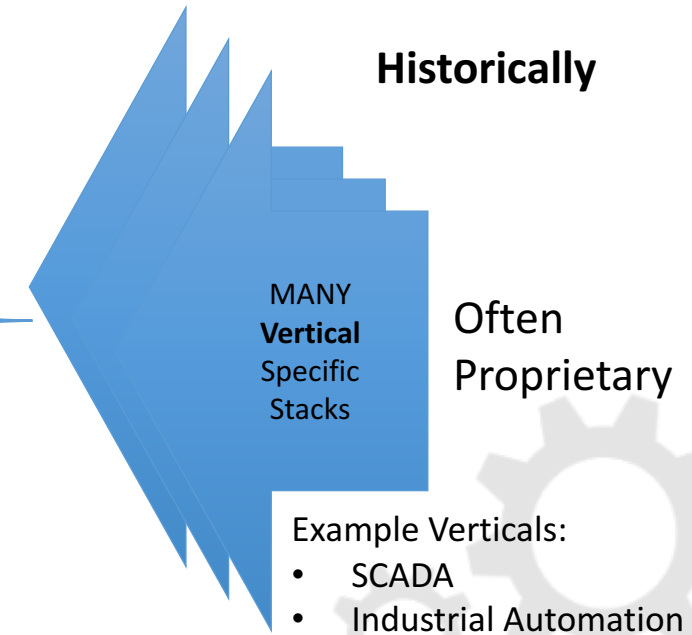 Historically
MANY
Vertical
Specific
Stacks
Often
Proprietary
Example Verticals:
• SCADA
• Industrial Automation